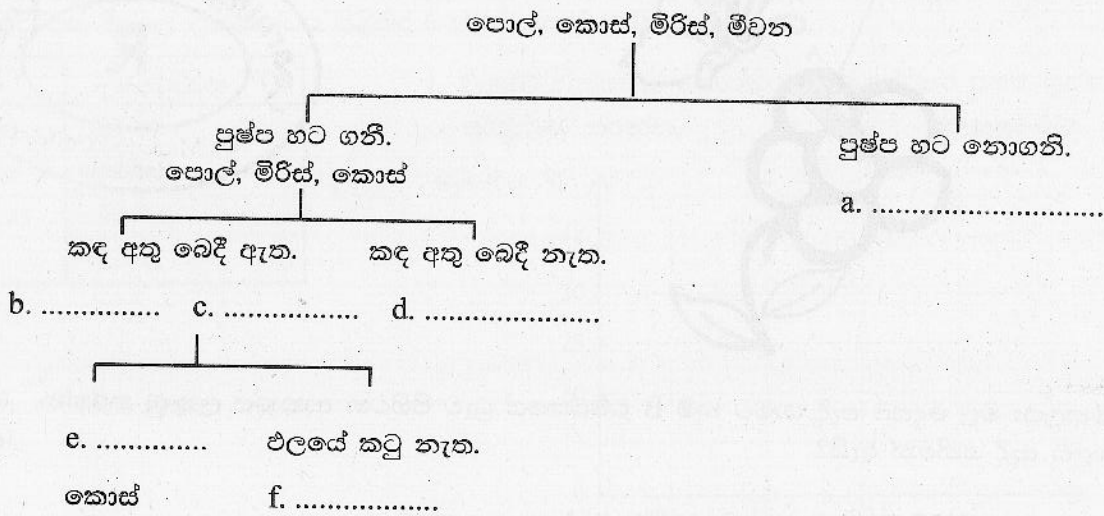 පොල්, කොස්, මිරිස්, මීවන
පුෂ්ප හට ගනී.
පුෂ්ප හට නොගනි.
පොල්, මිරිස්, කොස්
a. ..............................
කඳ අතු බෙදී ඇත. කඳ අතු බෙදී නැත.
b. ............... c. ................. d. ......................
e. .............. ඵලයේ කටු නැත.
කොස් f. ..................